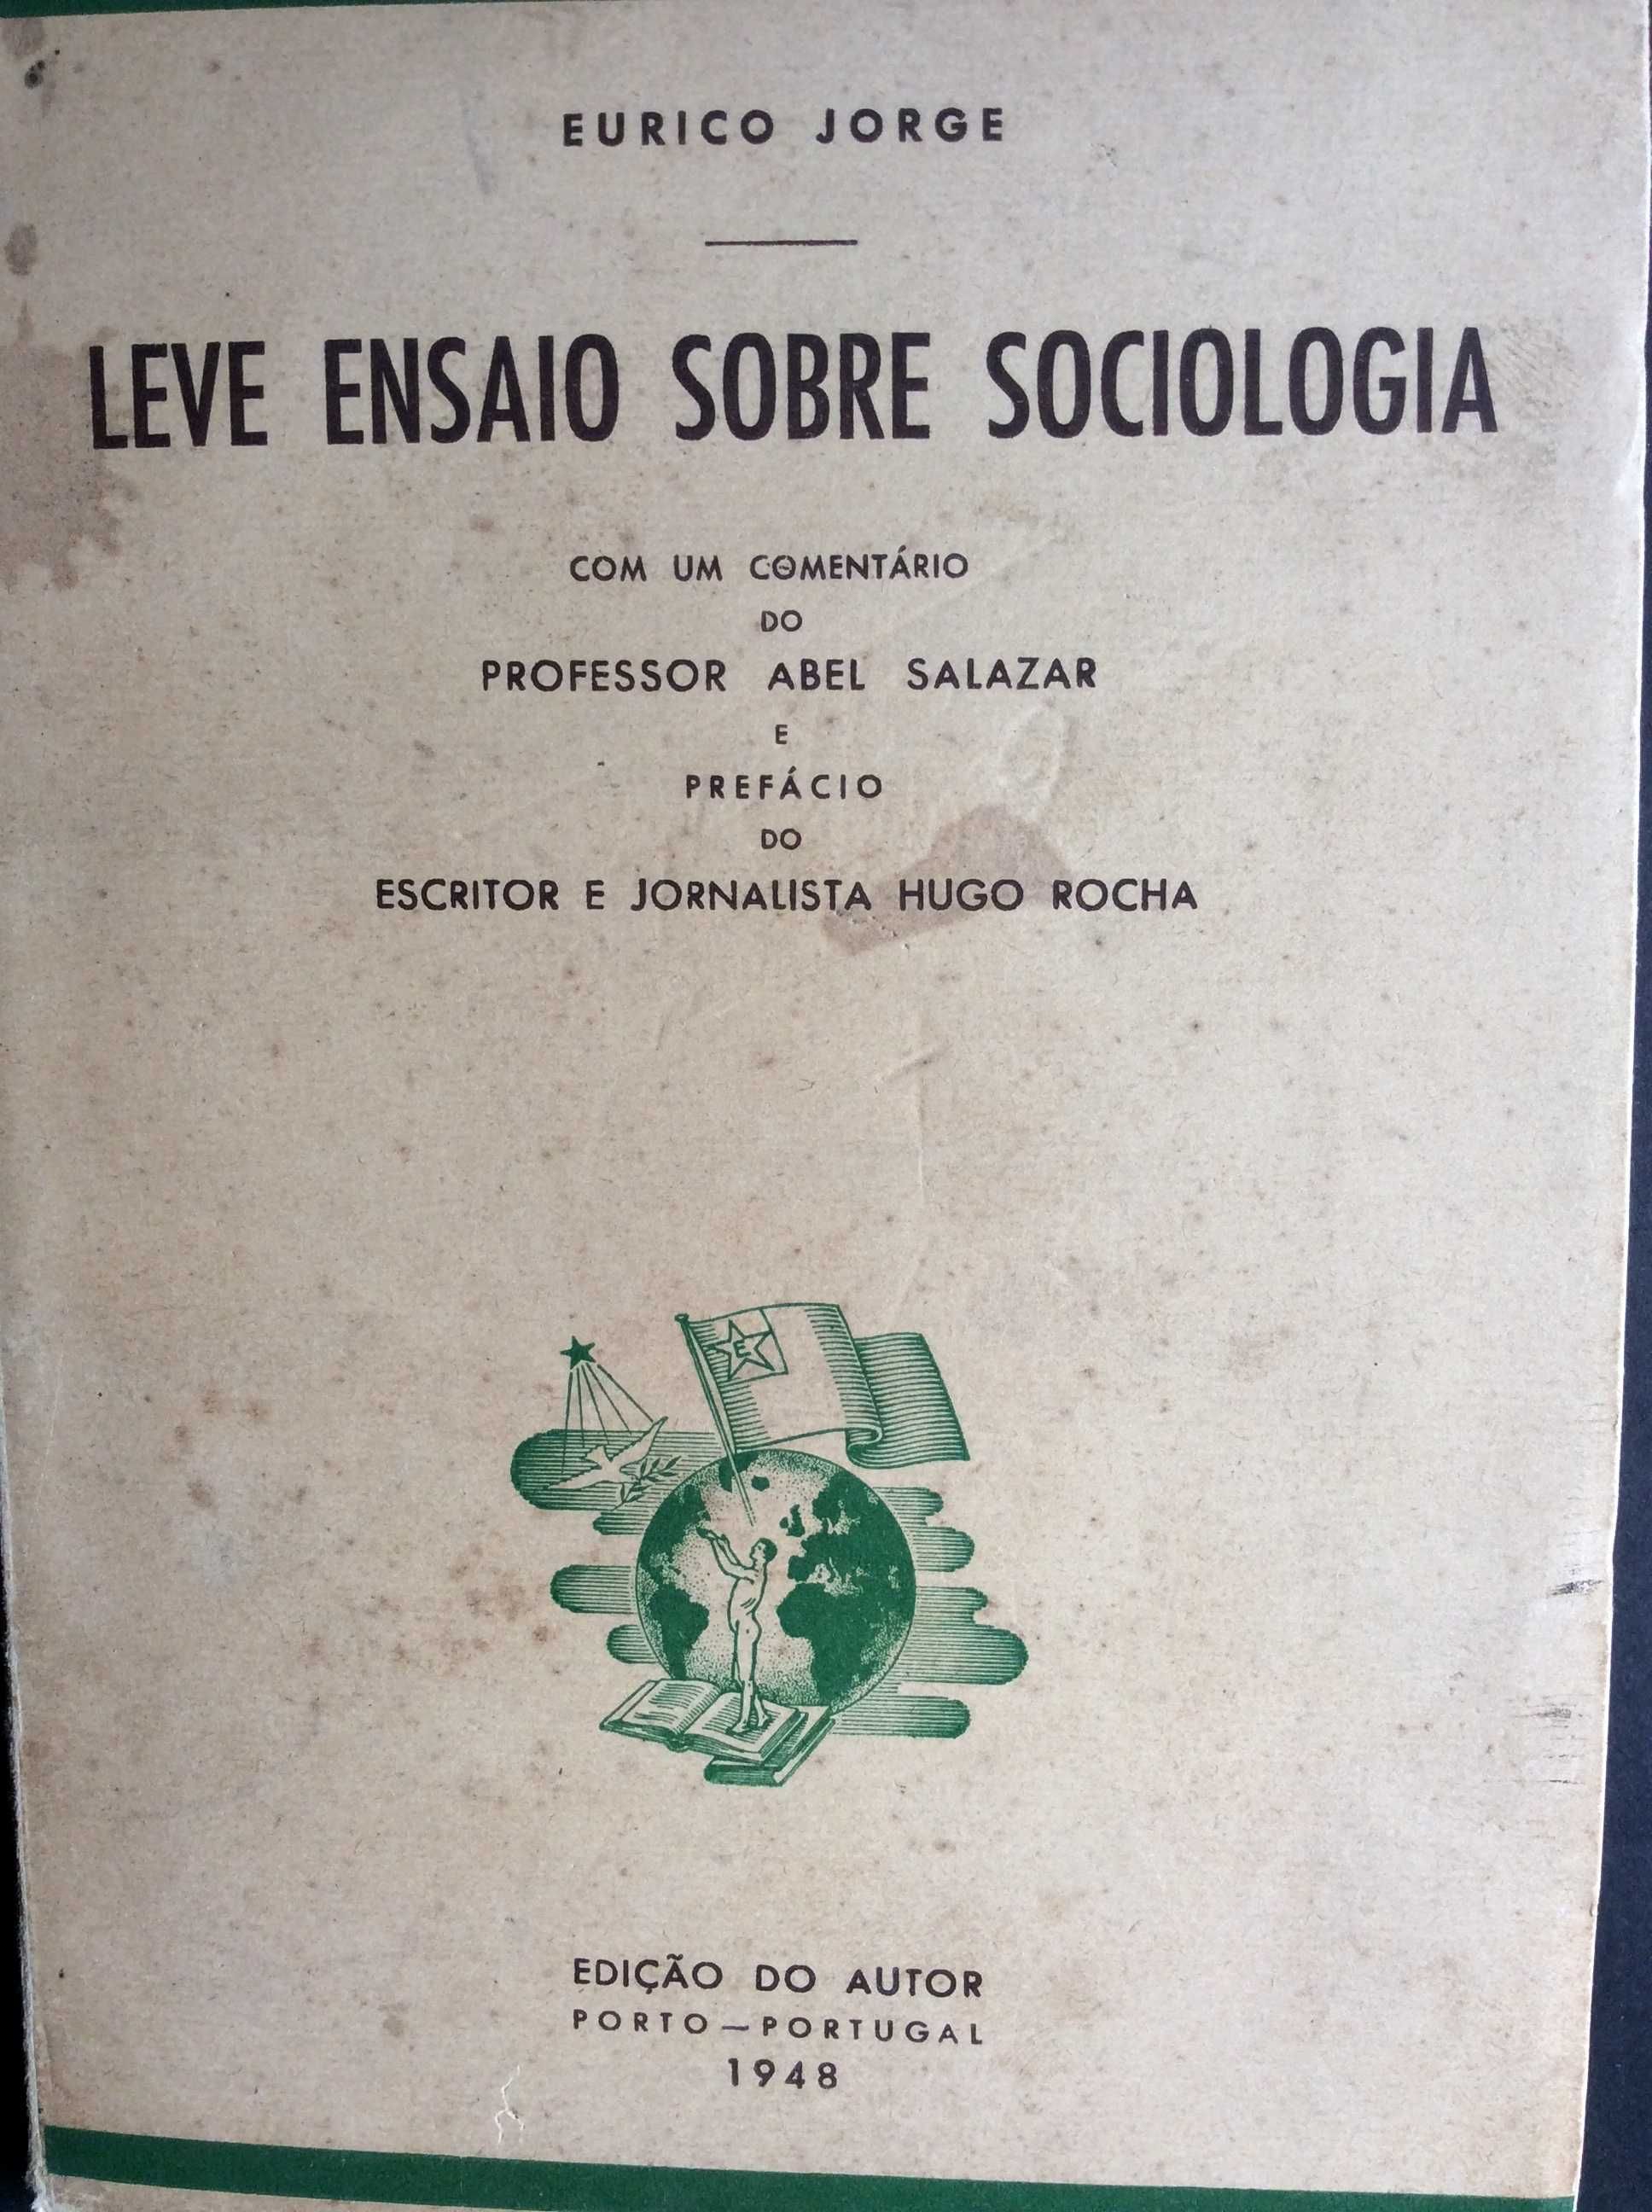 EURICO JORGE
LEVE ENSAIO SOBRE SOCIOLOGIA
COM UM COMENTÁRIO
DO
PROFESSOR ABEL SALAZAR
E
PREFÁCIO
DO
ESCRITOR E JORNALISTA HUGO ROCHA
E
EDIÇÃO DO AUTOR
PORTO — PORTUGAL
1948